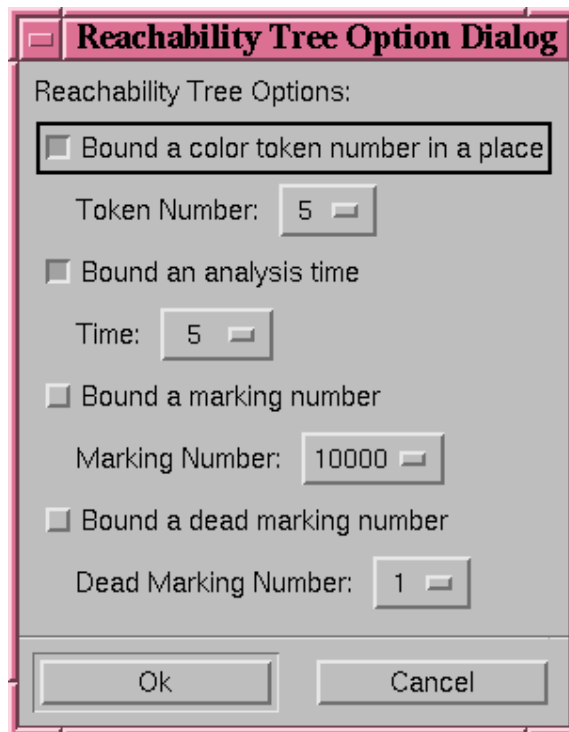 Reachability Tree Option Dialog
Reachability Tree Options:
Bound a color token number in a place
Token Number: 5
Bound an analysis time
Time: 5
Bound a marking number
Marking Number: 10000
Bound a dead marking number
Dead Marking Number: 1
Ok Cancel